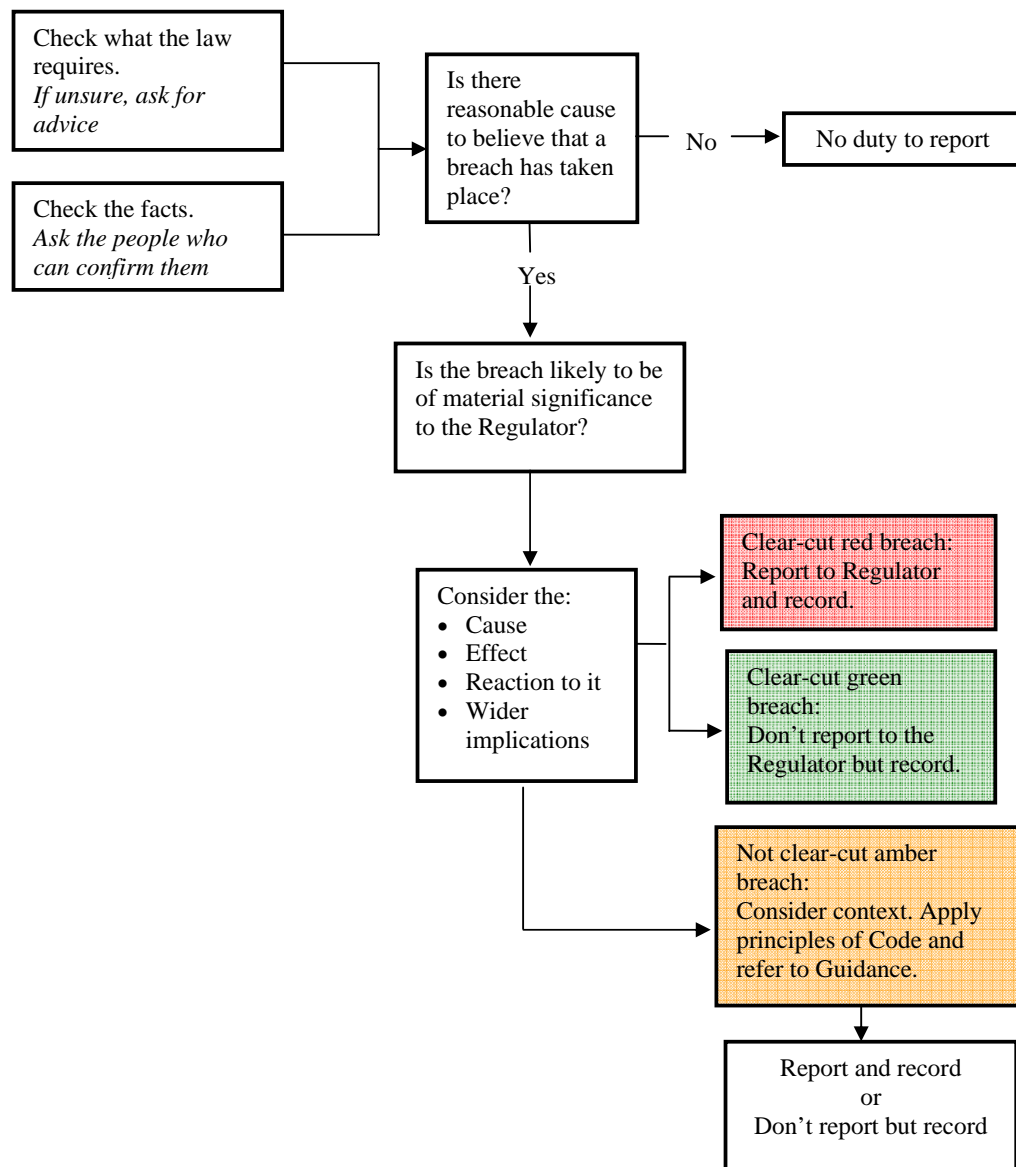 Check what the law
requires.
If unsure, ask for
advice
Check the facts.
Ask the people who
can confirm them
Is there
reasonable cause
to believe that a
breach has taken
place?
No
No duty to report
Yes
Is the breach likely to be
of material significance
to the Regulator?
Consider the:
• Cause
• Effect
• Reaction to it
• Wider
implications
Clear-cut red breach:
Report to Regulator
and record.
Clear-cut green
breach:
Don’t report to the
Regulator but record.
Not clear-cut amber
breach:
Consider context. Apply
principles of Code and
refer to Guidance.
Report and record
or
Don’t report but record